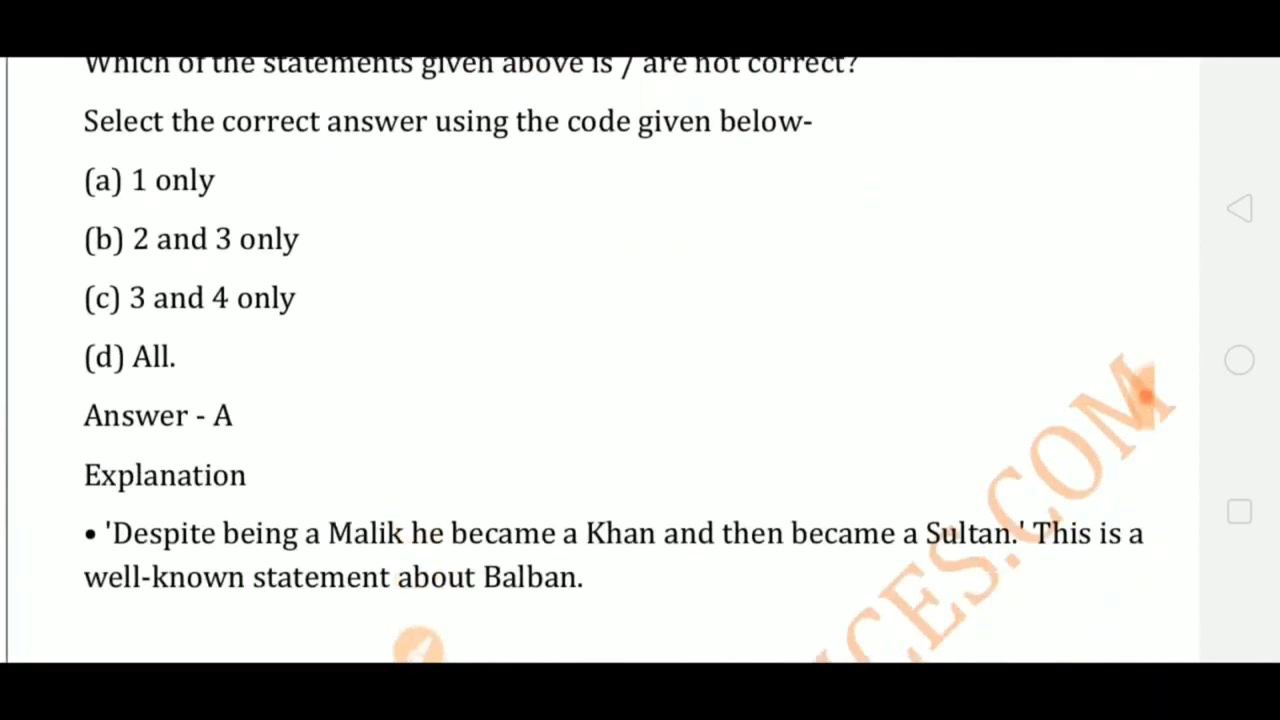 Which of the statements given above is / are not correct?
Select the correct answer using the code given below-
(a) 1 only
(b) 2 and 3 only
(c) 3 and 4 only
(d) All.
Answer - A
Explanation
• 'Despite being a Malik he became a Khan and then became a Sultan.' This is a
well-known statement about Balban.
ICES.COM